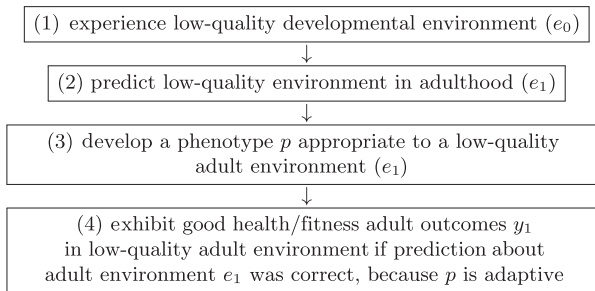 (1) experience low-quality developmental environment (e₀)
(2) predict low-quality environment in adulthood (e₁)
(3) develop a phenotype p appropriate to a low-quality
adult environment (e₁)
(4) exhibit good health/fitness adult outcomes y₁
in low-quality adult environment if prediction about
adult environment e₁ was correct, because p is adaptive